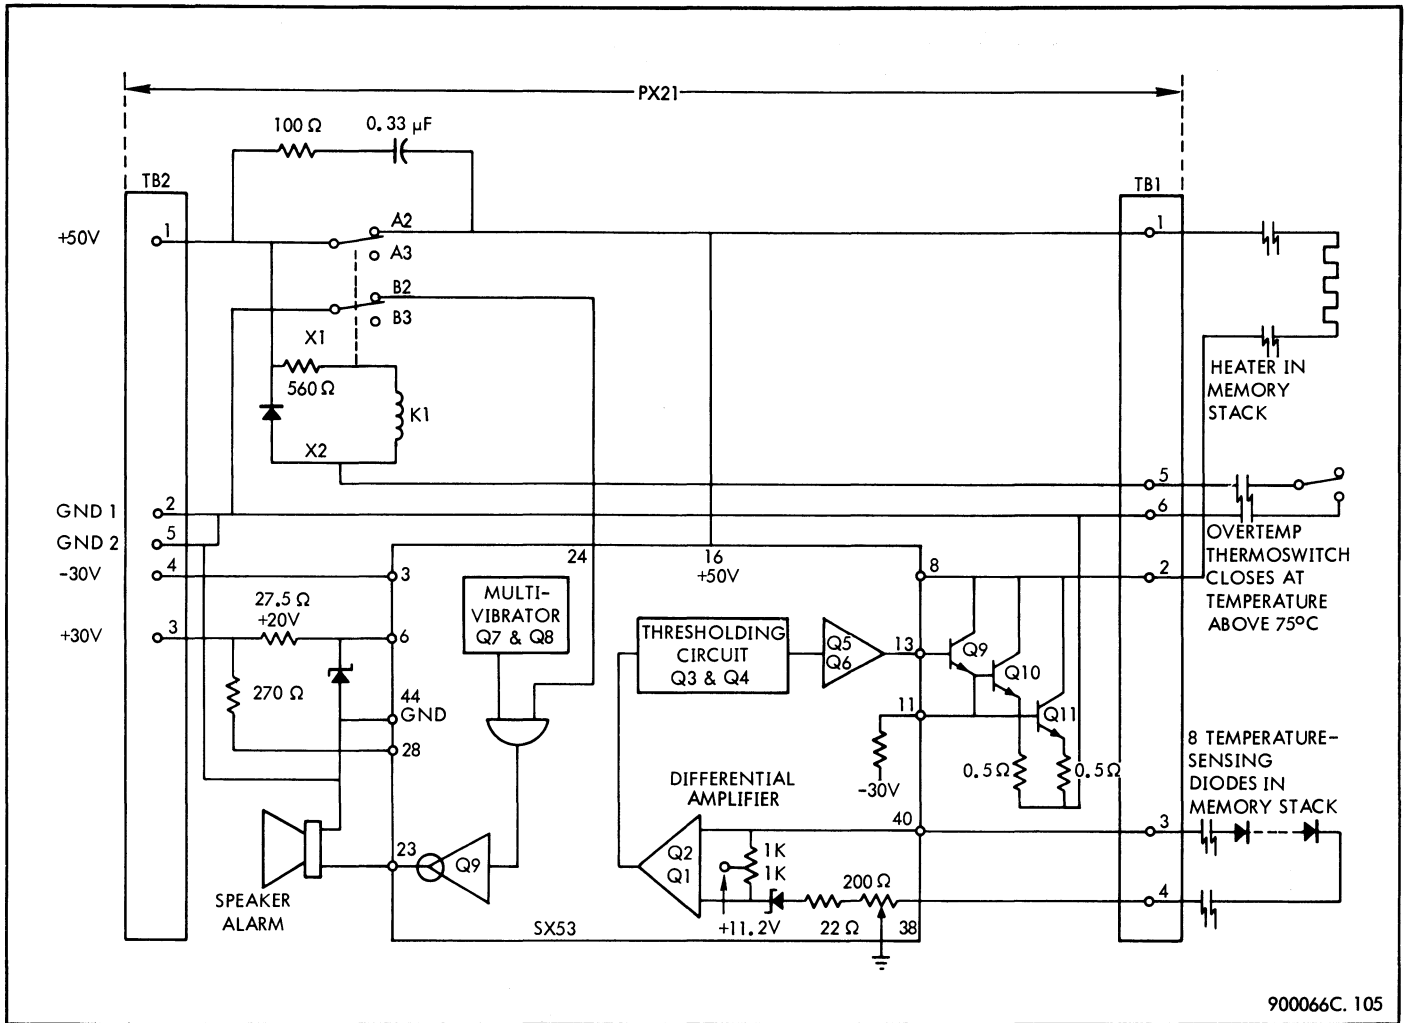 PX21
100 Ω
0.33 µF
TB2
TB1
+50V
1
A2
A3
1
B2
B3
X1
560 Ω
K1
X2
HEATER IN
MEMORY
STACK
5
6
GND 1
2
GND 2
5
-30V
4
3
24
16
+50V
8
2
OVERTEMP
THERMOSWITCH
CLOSES AT
TEMPERATURE
ABOVE 75°C
27.5 Ω
+20V
+30V
3
6
MULTI-
VIBRATOR
Q7 & Q8
THRESHOLDING
CIRCUIT
Q3 & Q4
Q5
Q6
13
Q9
Q10
Q11
270 Ω
44
GND
28
11
-30V
0.5Ω
0.5Ω
8 TEMPERATURE-
SENSING
DIODES IN
MEMORY STACK
DIFFERENTIAL
AMPLIFIER
40
3
Q2
Q1
1K
1K
200 Ω
4
+11.2V
22 Ω
38
23
Q9
SPEAKER
ALARM
SX53
900066C. 105